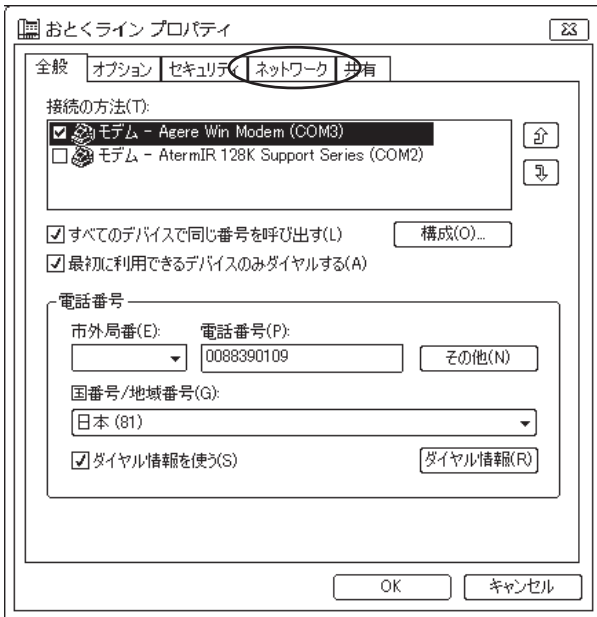 おとくライン プロパティ
全般 オプション セキュリティ ネットワーク 共有
接続の方法(T):
モデム - Agere Win Modem (COM3)
モデム - AtermIR 128K Support Series (COM2)
すべてのデバイスで同じ番号を呼び出す(L) 構成(O)...
最初に利用できるデバイスのみダイヤルする(A)
電話番号
市外局番(E): 電話番号(P):
0088390109 その他(N)
国番号/地域番号(G):
日本 (81)
ダイヤル情報を使う(S) ダイヤル情報(R)
OK キャンセル